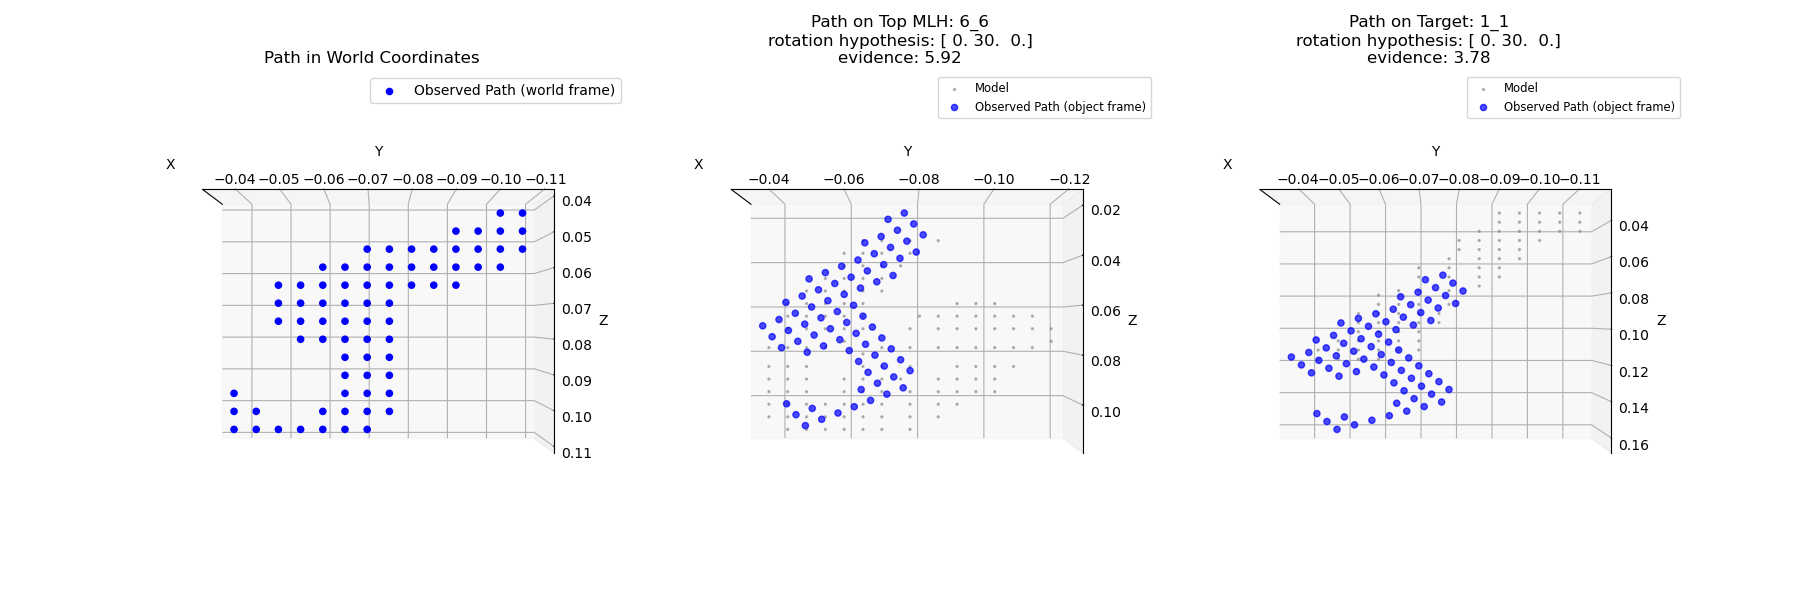 Path in World Coordinates
Observed Path (world frame)
X
Y
−0.04 −0.05 −0.06 −0.07 −0.08 −0.09 −0.10 −0.11
0.04
0.05
0.06
0.07
Z
0.08
0.09
0.10
0.11
Path on Top MLH: 6_6
rotation hypothesis: [ 0. 30.  0.]
evidence: 5.92
Model
Observed Path (object frame)
X
Y
−0.04 −0.06 −0.08 −0.10 −0.12
0.02
0.04
0.06
Z
0.08
0.10
Path on Target: 1_1
rotation hypothesis: [ 0. 30.  0.]
evidence: 3.78
Model
Observed Path (object frame)
X
Y
−0.04 −0.05 −0.06 −0.07 −0.08 −0.09 −0.10 −0.11
0.04
0.06
0.08
Z
0.10
0.12
0.14
0.16